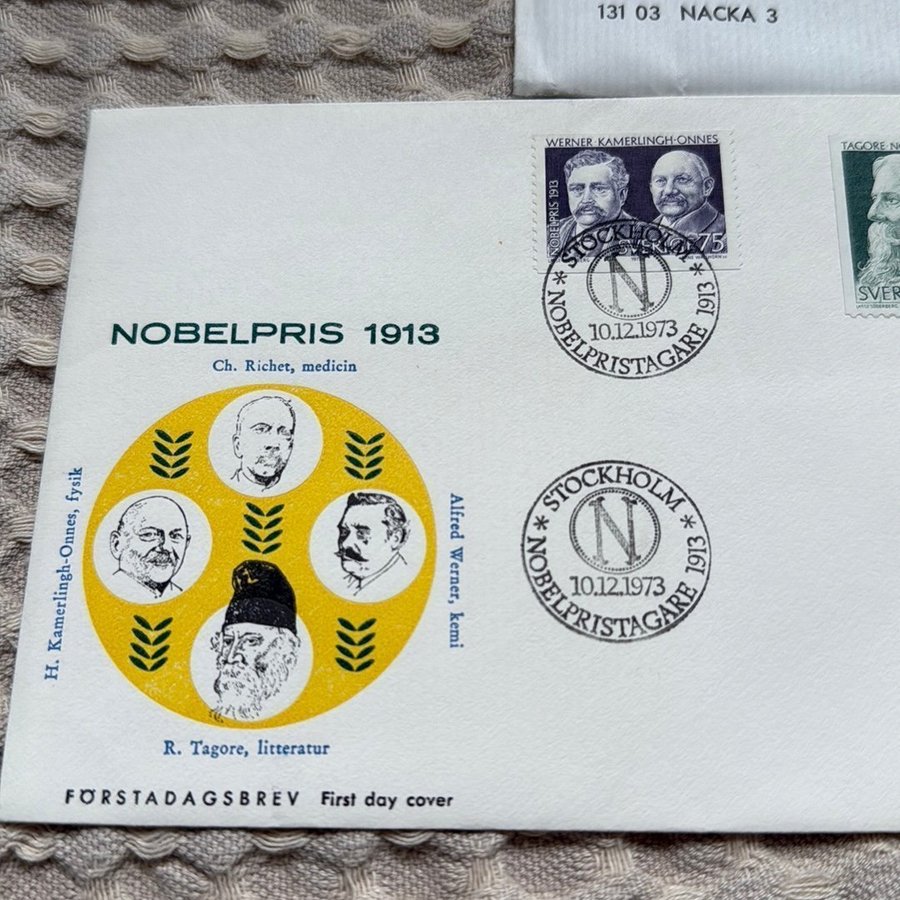 131 03 NACKA 3
WERNER·KAMERLINGH-ONNES
NOBELPRIS 1913
SVERIGE 75
TAGORE
SVER
* STOCKHOLM *
N
10.12.1973
NOBELPRISTAGARE 1913
NOBELPRIS 1913
Ch. Richet, medicin
H. Kamerlingh-Onnes, fysik
Alfred Werner, kemi
R. Tagore, litteratur
* STOCKHOLM *
N
10.12.1973
NOBELPRISTAGARE 1913
FÖRSTADAGSBREV First day cover